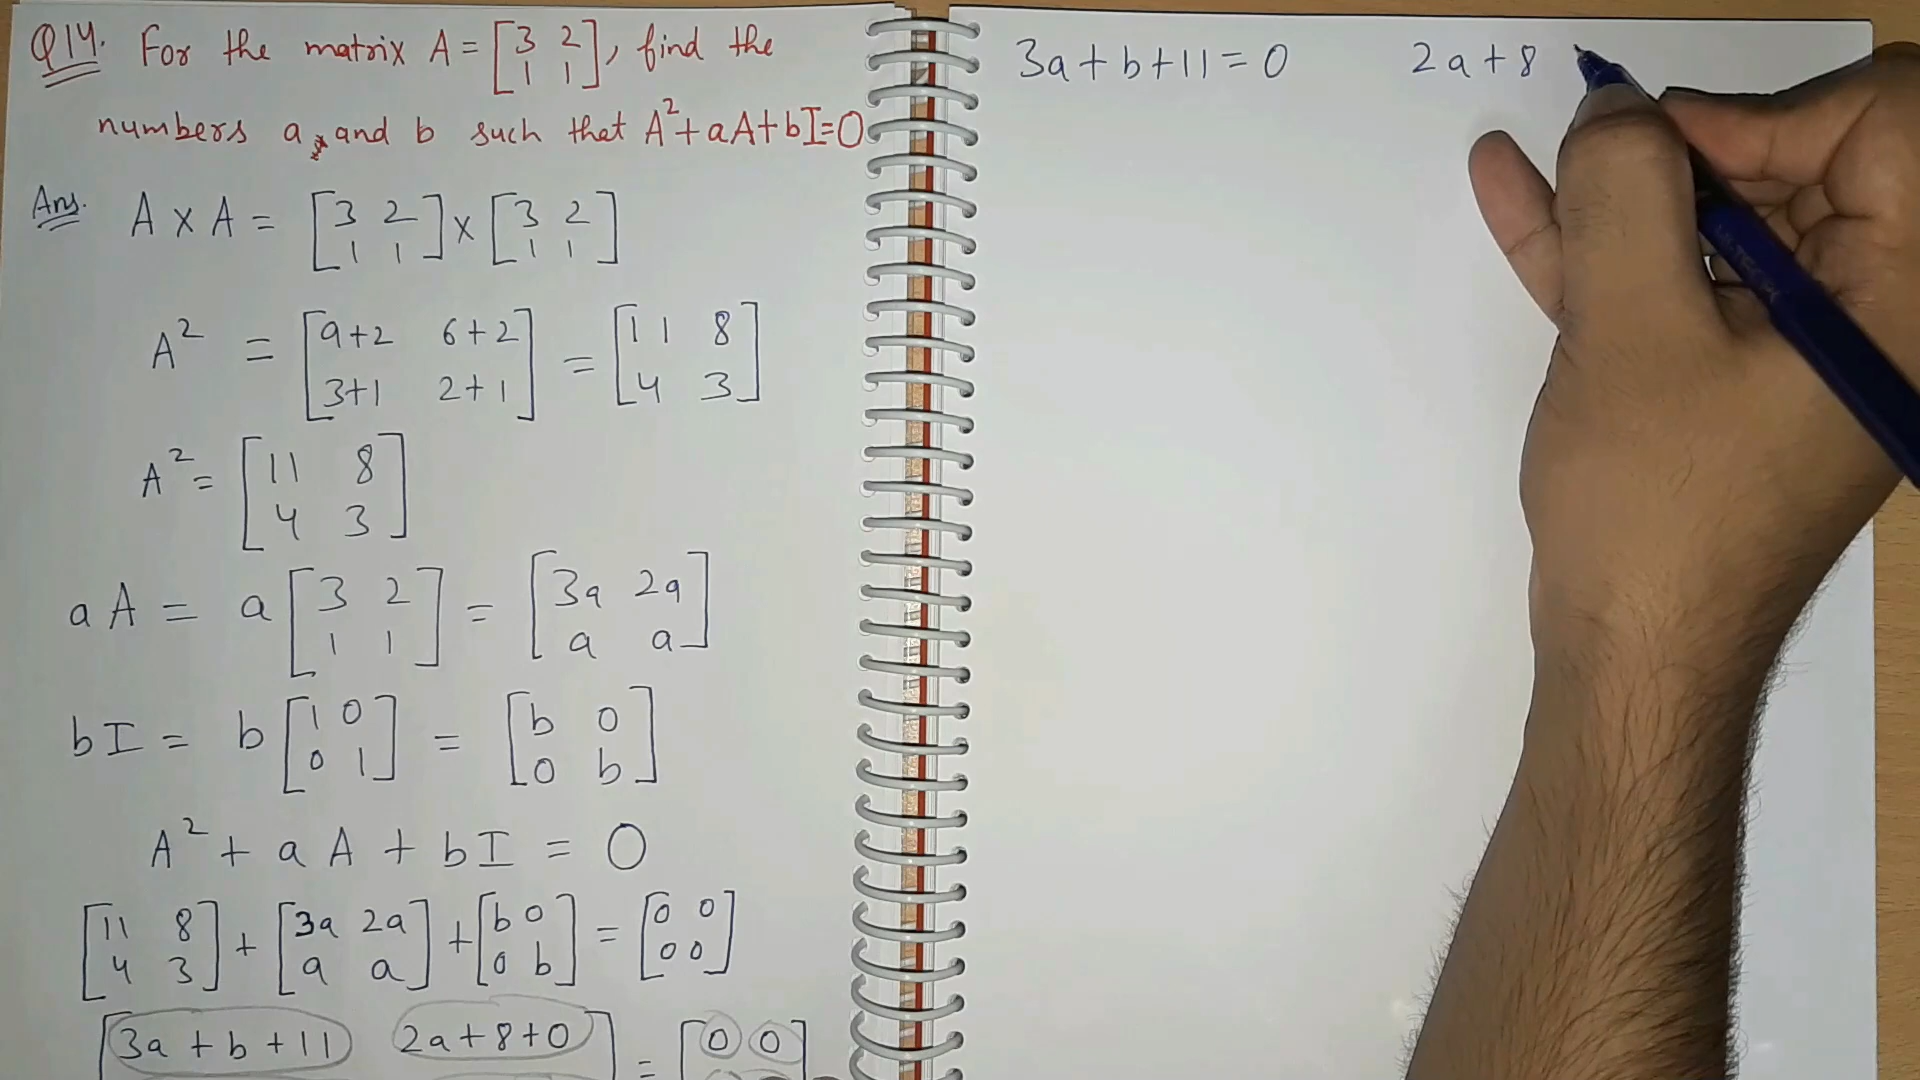 Q14. For the matrix A = [3 2; 1 1], find the
numbers a, and b such that A²+aA+bI=0
Ans. A × A = [3 2; 1 1] × [3 2; 1 1]
A² = [9+2 6+2; 3+1 2+1] = [11 8; 4 3]
A² = [11 8; 4 3]
aA = a[3 2; 1 1] = [3a 2a; a a]
bI = b[1 0; 0 1] = [b 0; 0 b]
A² + aA + bI = 0
[11 8; 4 3] + [3a 2a; a a] + [b 0; 0 b] = [0 0; 0 0]
[3a + b + 11 2a + 8 + 0] = [0 0]
3a + b + 11 = 0 2a + 8